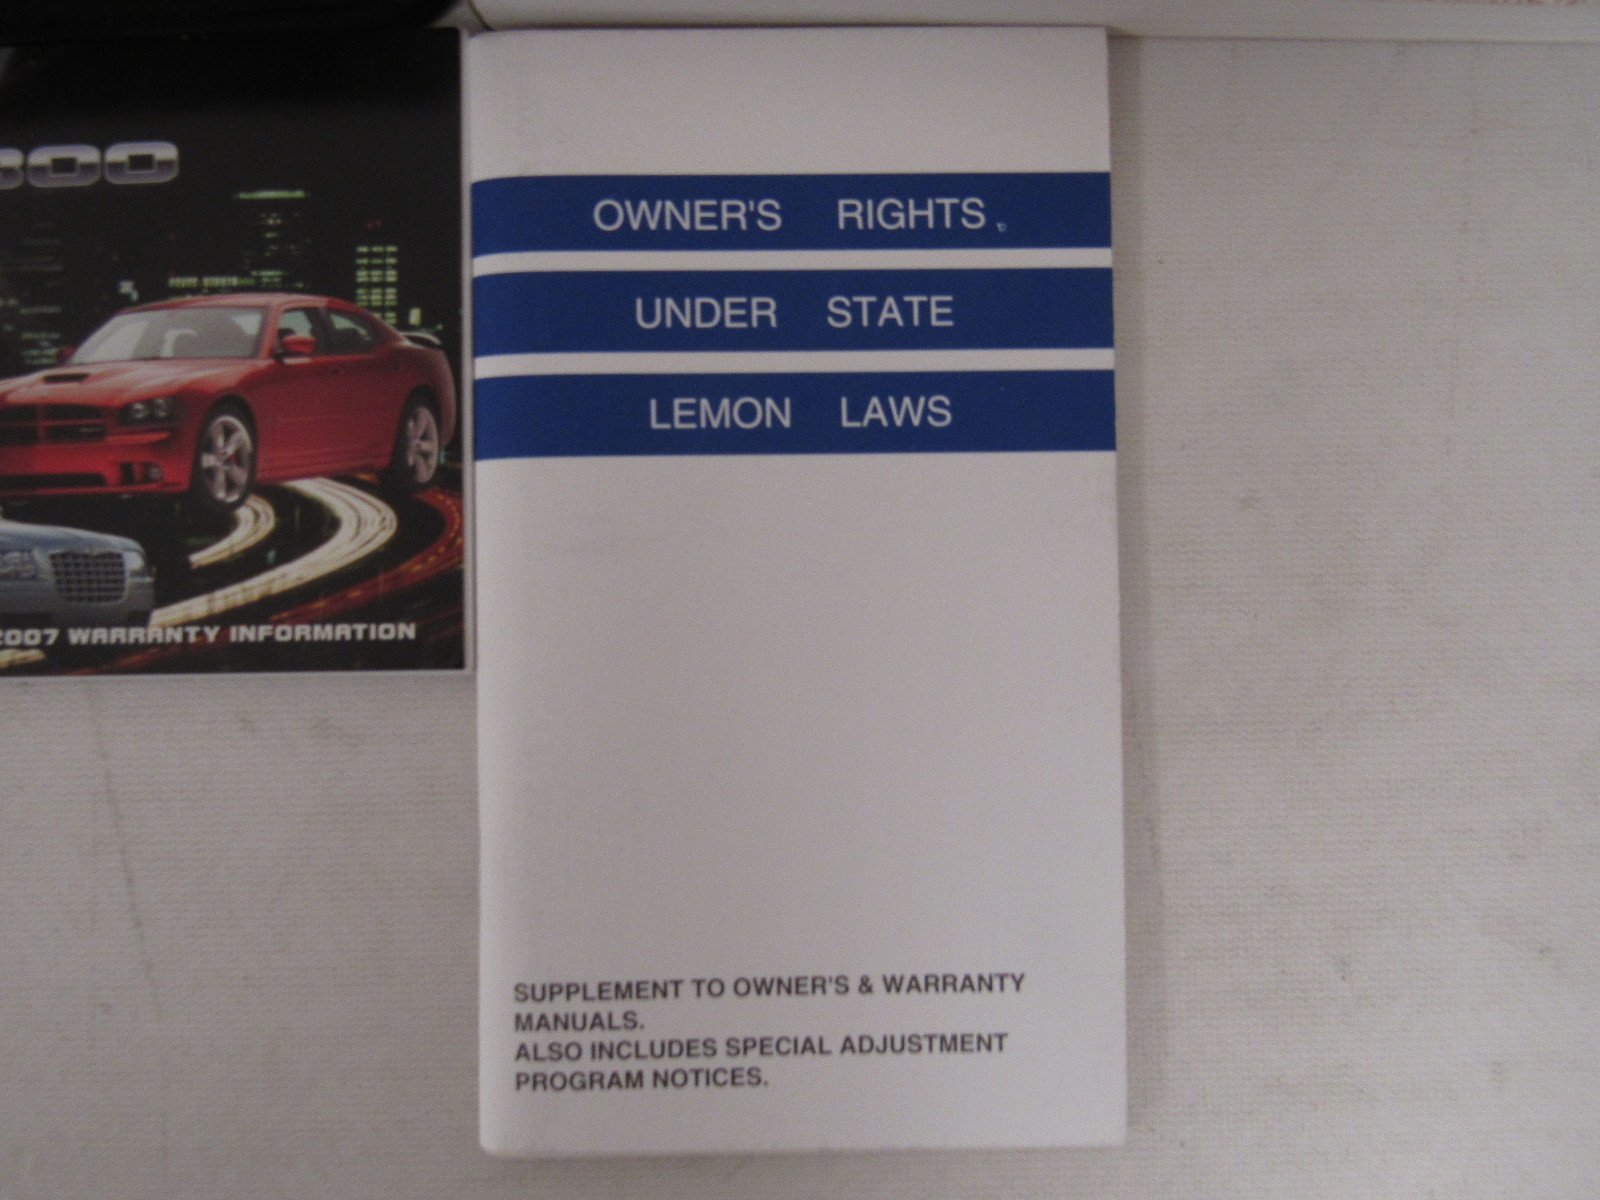 OWNER'S RIGHTS
UNDER STATE
LEMON LAWS
SUPPLEMENT TO OWNER'S & WARRANTY
MANUALS.
ALSO INCLUDES SPECIAL ADJUSTMENT
PROGRAM NOTICES.
2007 WARRANTY INFORMATION